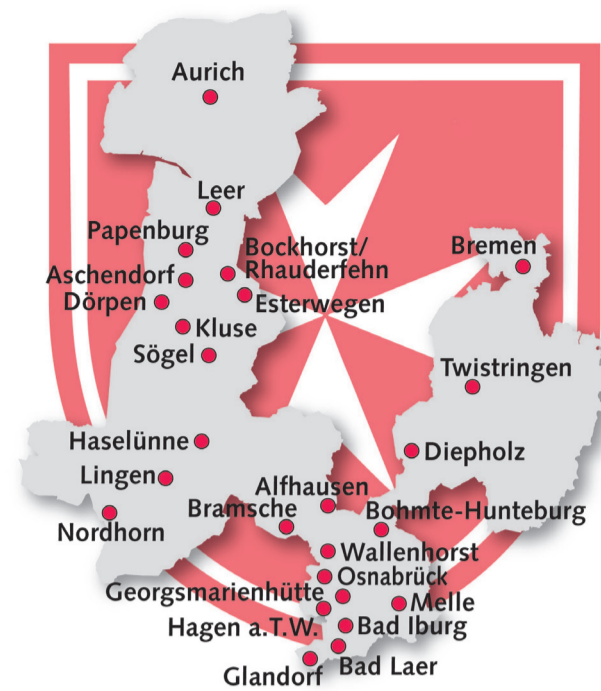 Aurich
Leer
Papenburg
Bockhorst/
Rhauderfehn
Bremen
Aschendorf
Dörpen
Esterwegen
Kluse
Sögel
Twistringen
Haselünne
Diepholz
Lingen
Alfhausen
Bramsche
Bohmte-Hunteburg
Nordhorn
Wallenhorst
Osnabrück
Georgsmarienhütte
Melle
Hagen a.T.W.
Bad Iburg
Bad Laer
Glandorf